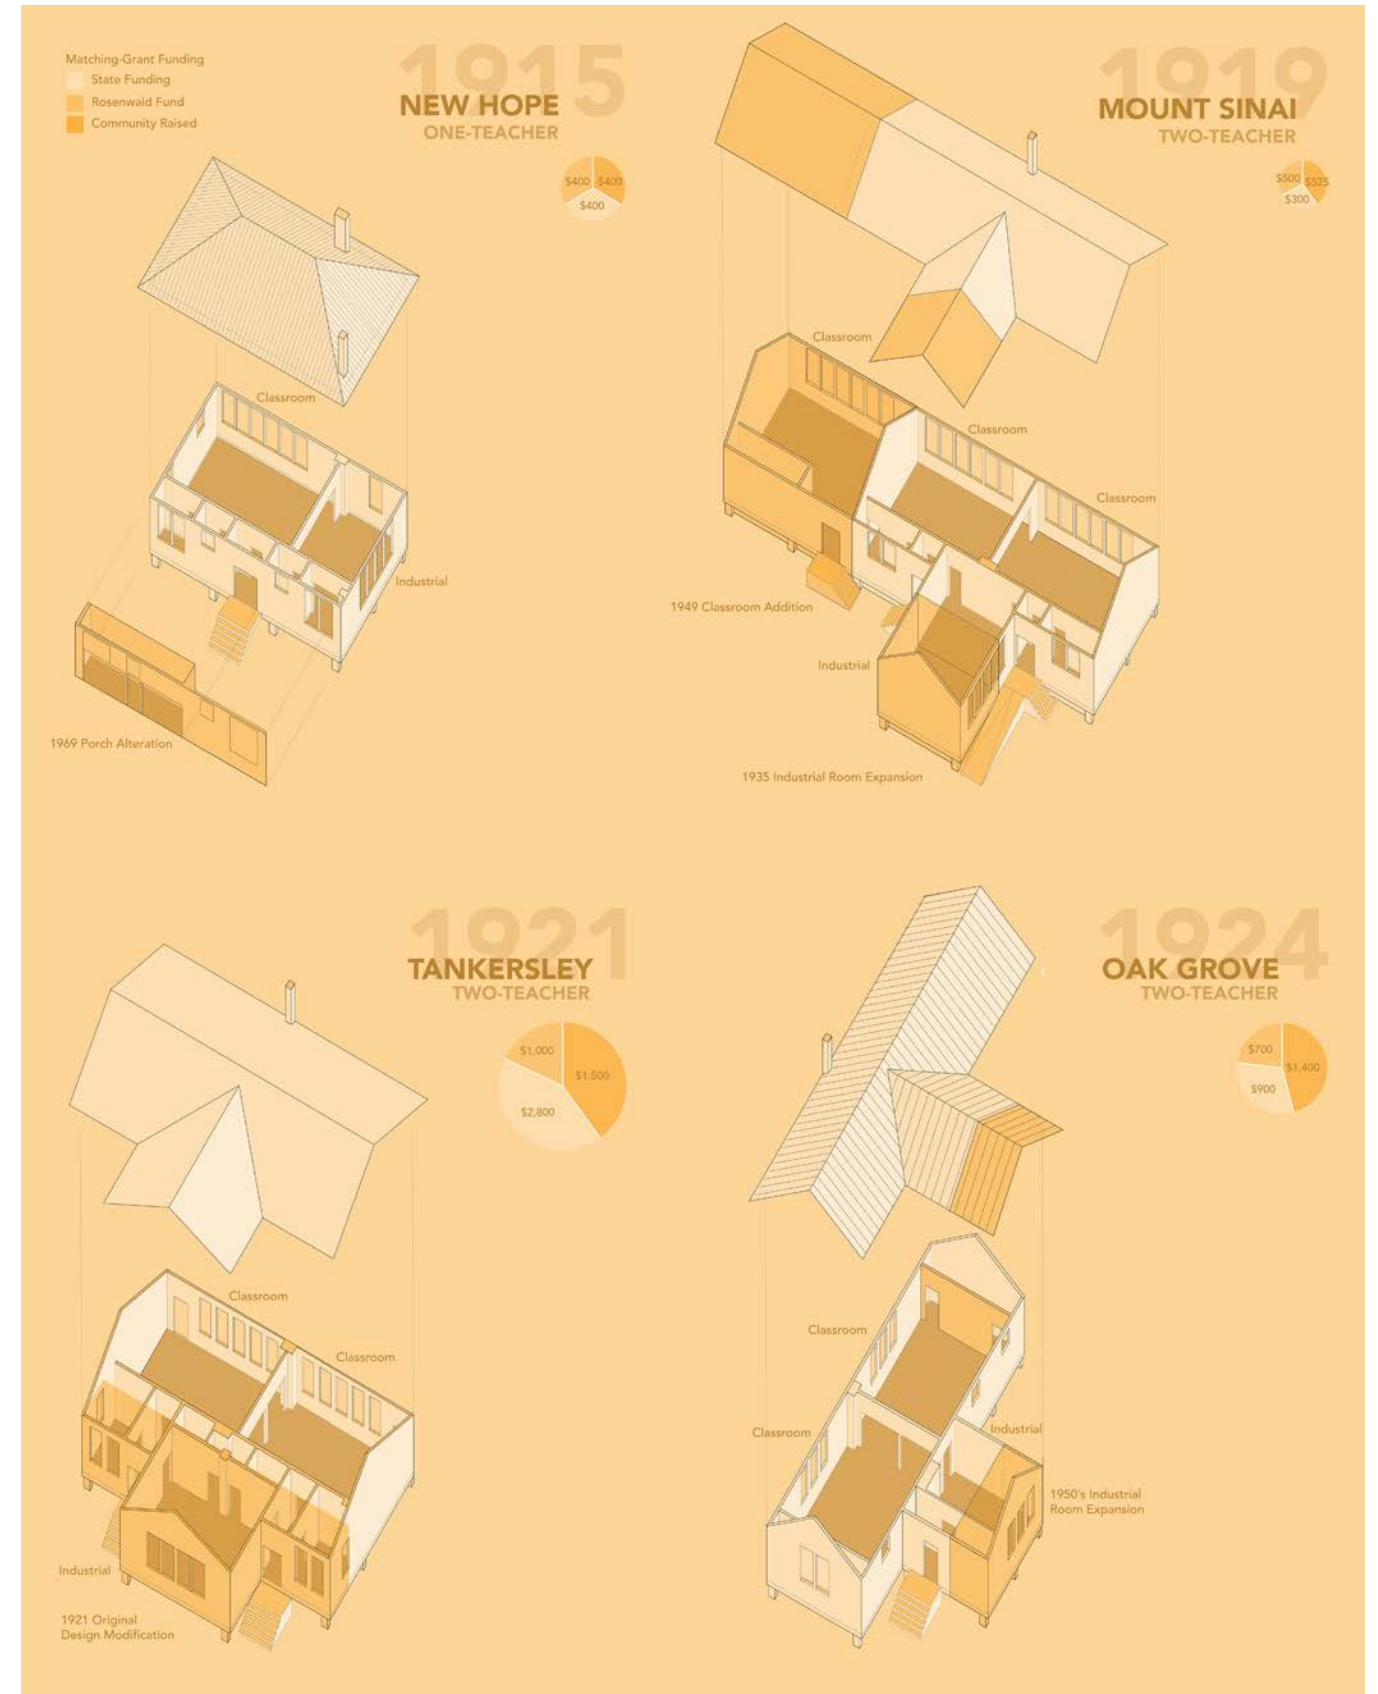 Matching-Grant Funding
State Funding
Rosenwald Fund
Community Raised
1915
NEW HOPE
ONE-TEACHER
$400 $400
$400
Classroom
Industrial
1969 Porch Alteration
1919
MOUNT SINAI
TWO-TEACHER
$500 $525
$300
Classroom
Classroom
Classroom
1949 Classroom Addition
Industrial
1935 Industrial Room Expansion
1921
TANKERSLEY
TWO-TEACHER
$1,000
$1,500
$2,800
Classroom
Classroom
Industrial
1921 Original
Design Modification
1924
OAK GROVE
TWO-TEACHER
$700
$1,400
$900
Classroom
Classroom
Industrial
1950's Industrial
Room Expansion